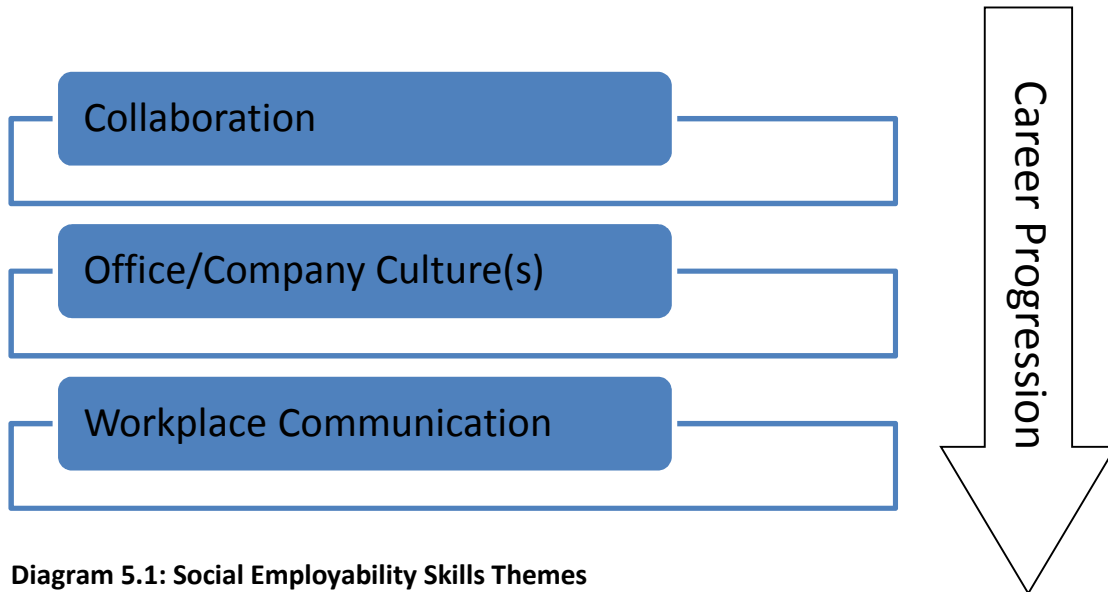 Collaboration
Office/Company Culture(s)
Workplace Communication
Career Progression
Diagram 5.1: Social Employability Skills Themes